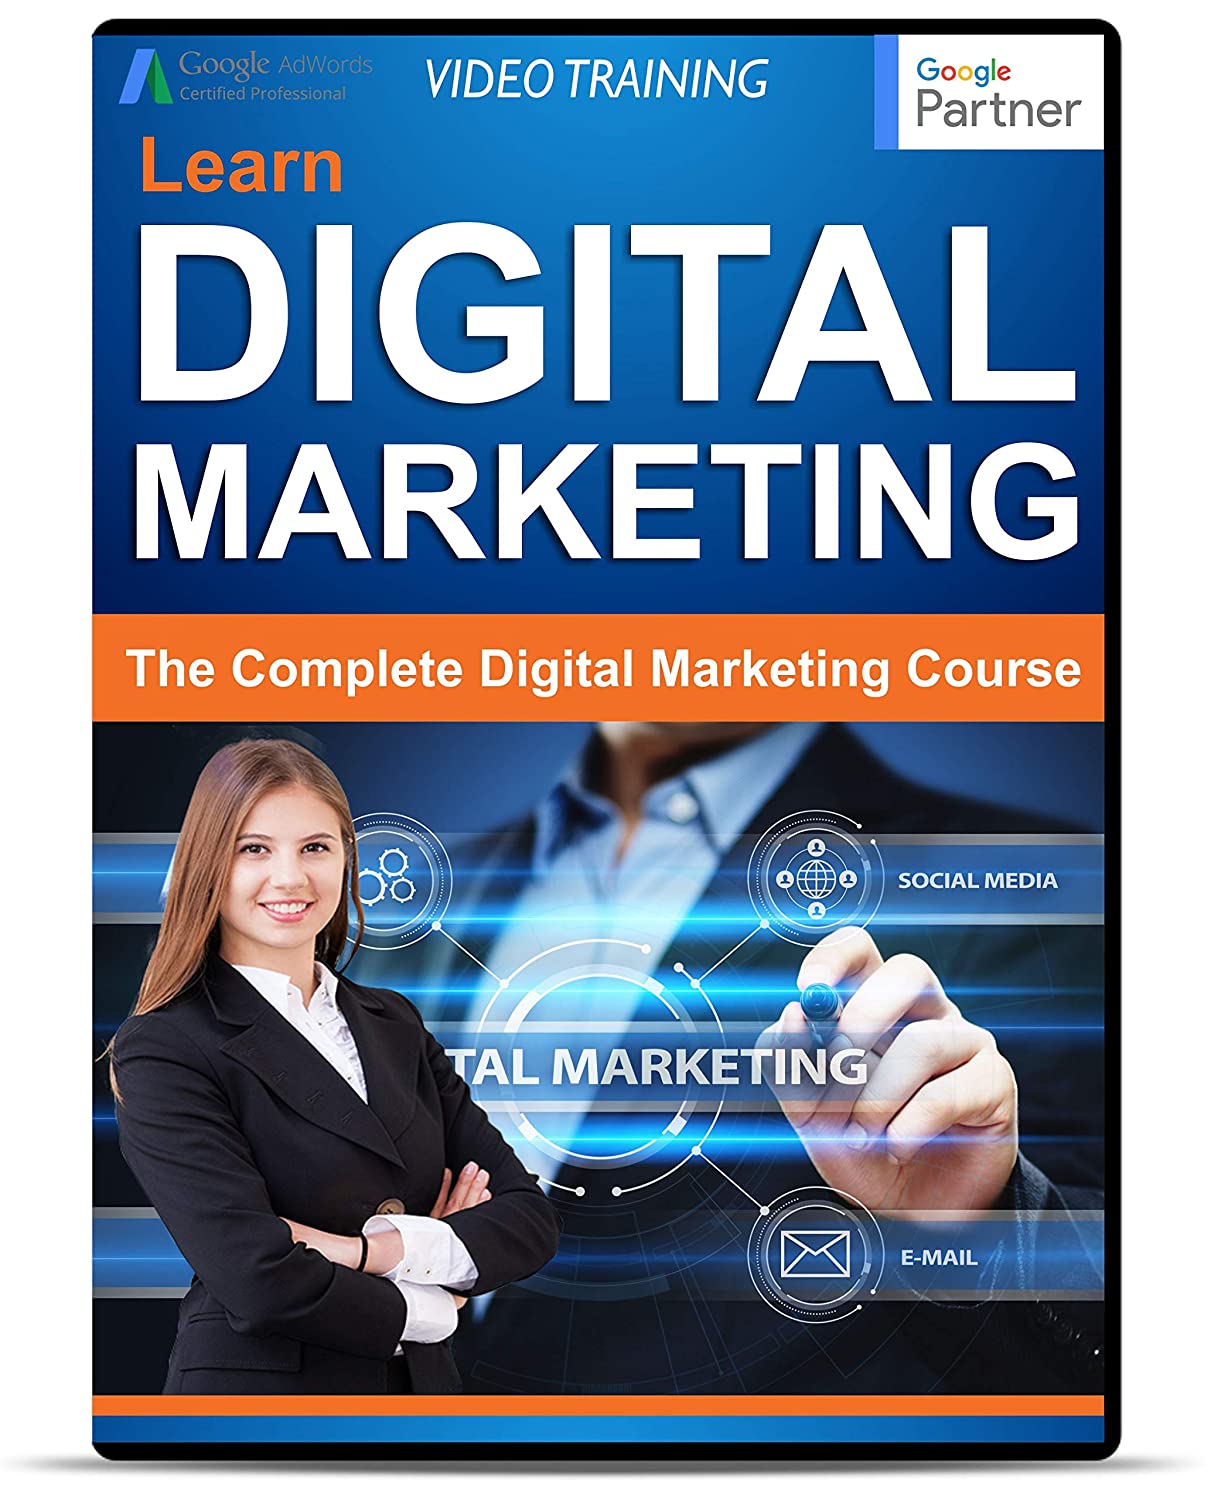 Google AdWords
Certified Professional
VIDEO TRAINING
Google
Partner
Learn
DIGITAL
MARKETING
The Complete Digital Marketing Course
SOCIAL MEDIA
TAL MARKETING
E-MAIL